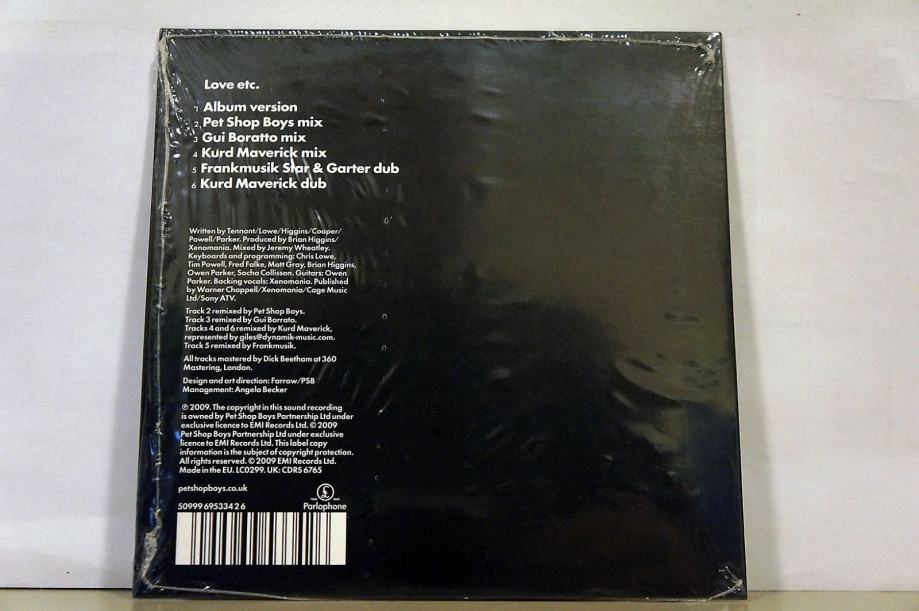 Love etc.
1 Album version
2 Pet Shop Boys mix
3 Gui Boratto mix
4 Kurd Maverick mix
5 Frankmusik Star & Garter dub
6 Kurd Maverick dub
Written by Tennant/Lowe/Higgins/Cooper/
Powell/Parker. Produced by Brian Higgins/
Xenomania. Mixed by Jeremy Wheatley.
Keyboards and programming: Chris Lowe,
Tim Powell, Fred Falke, Matt Gray, Brian Higgins,
Owen Parker, Sacha Collisson. Guitars: Owen
Parker. Backing vocals: Xenomania. Published
by Warner Chappell/Xenomania/Cage Music
Ltd/Sony ATV.
Track 2 remixed by Pet Shop Boys.
Track 3 remixed by Gui Borrato.
Tracks 4 and 6 remixed by Kurd Maverick,
represented by giles@dynamik-music.com.
Track 5 remixed by Frankmusik.
All tracks mastered by Dick Beetham at 360
Mastering, London.
Design and art direction: Farrow/PSB
Management: Angela Becker
℗ 2009. The copyright in this sound recording
is owned by Pet Shop Boys Partnership Ltd under
exclusive licence to EMI Records Ltd. © 2009
Pet Shop Boys Partnership Ltd under exclusive
licence to EMI Records Ltd. This label copy
information is the subject of copyright protection.
All rights reserved. © 2009 EMI Records Ltd.
Made in the EU. LC0299. UK: CDRS 6765
petshopboys.co.uk
£
Parlophone
5099969533426